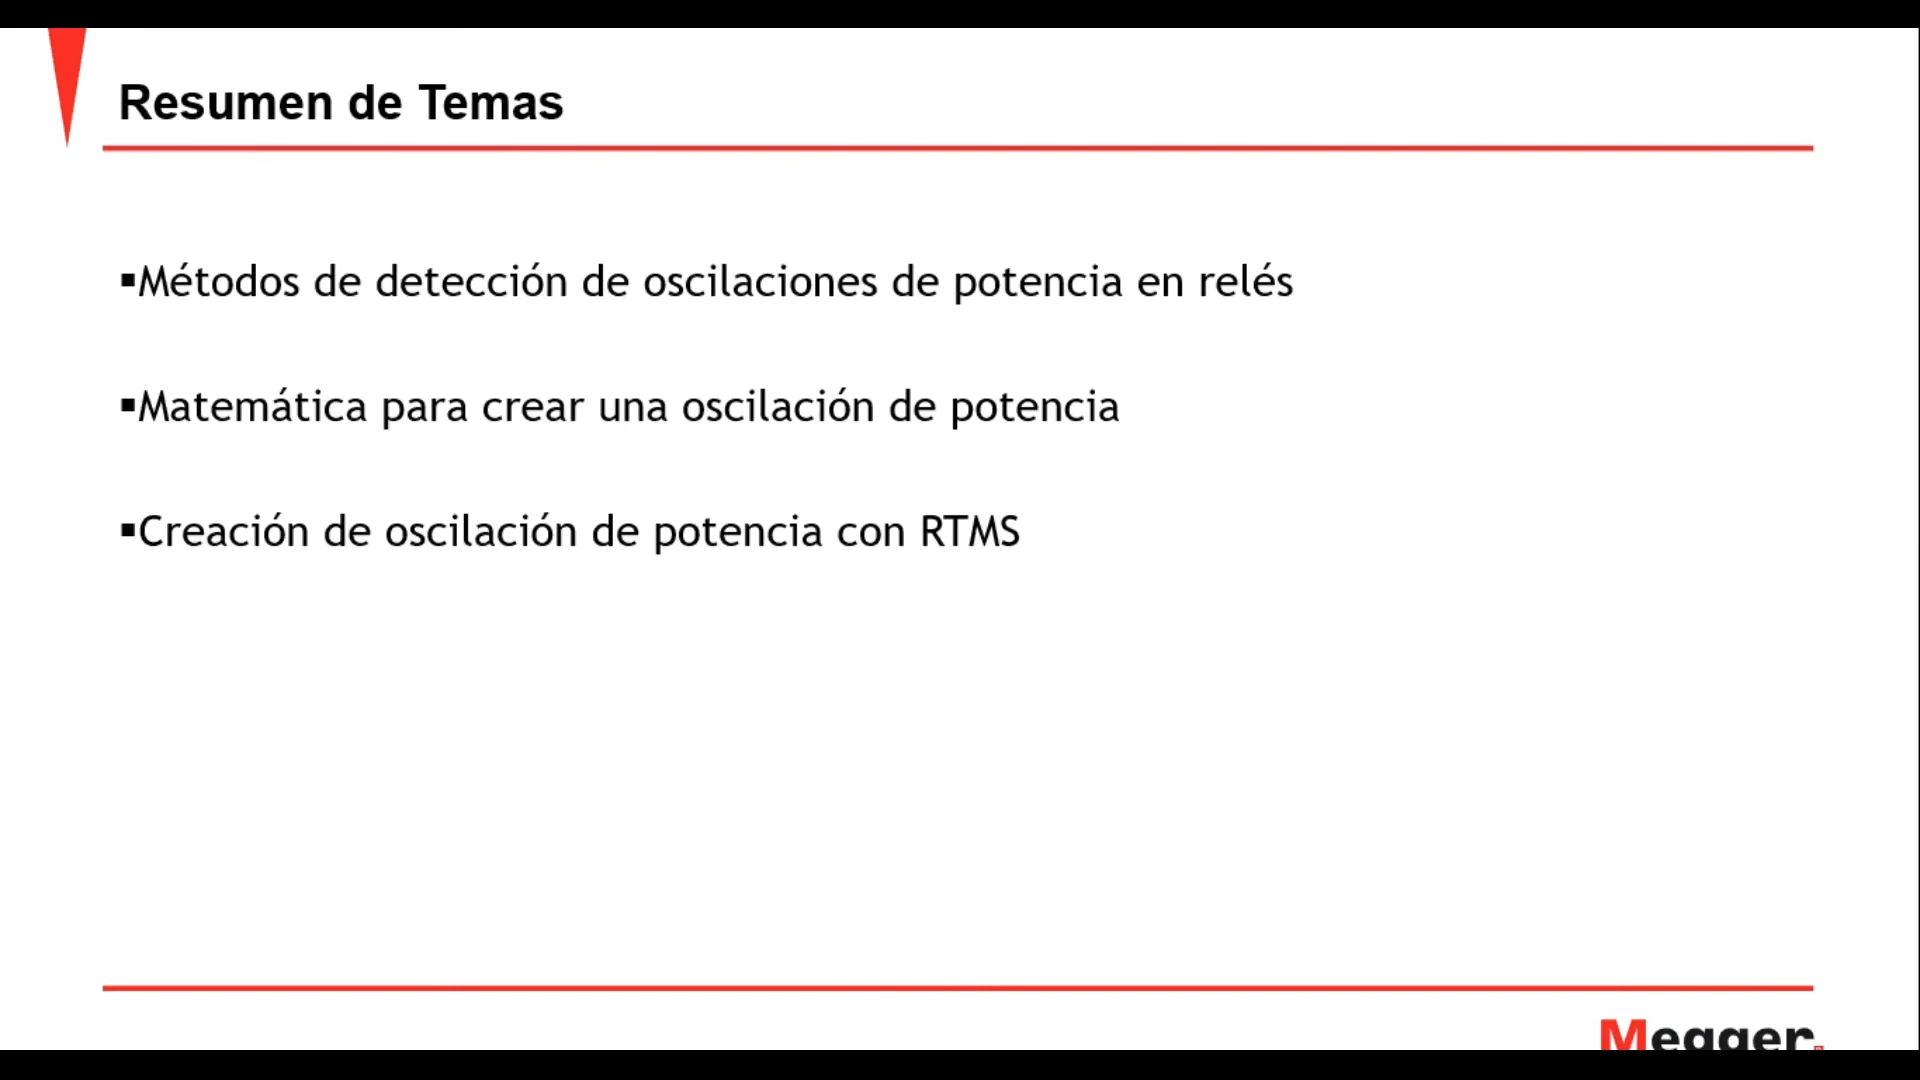 Resumen de Temas
▪Métodos de detección de oscilaciones de potencia en relés
▪Matemática para crear una oscilación de potencia
▪Creación de oscilación de potencia con RTMS
Megger